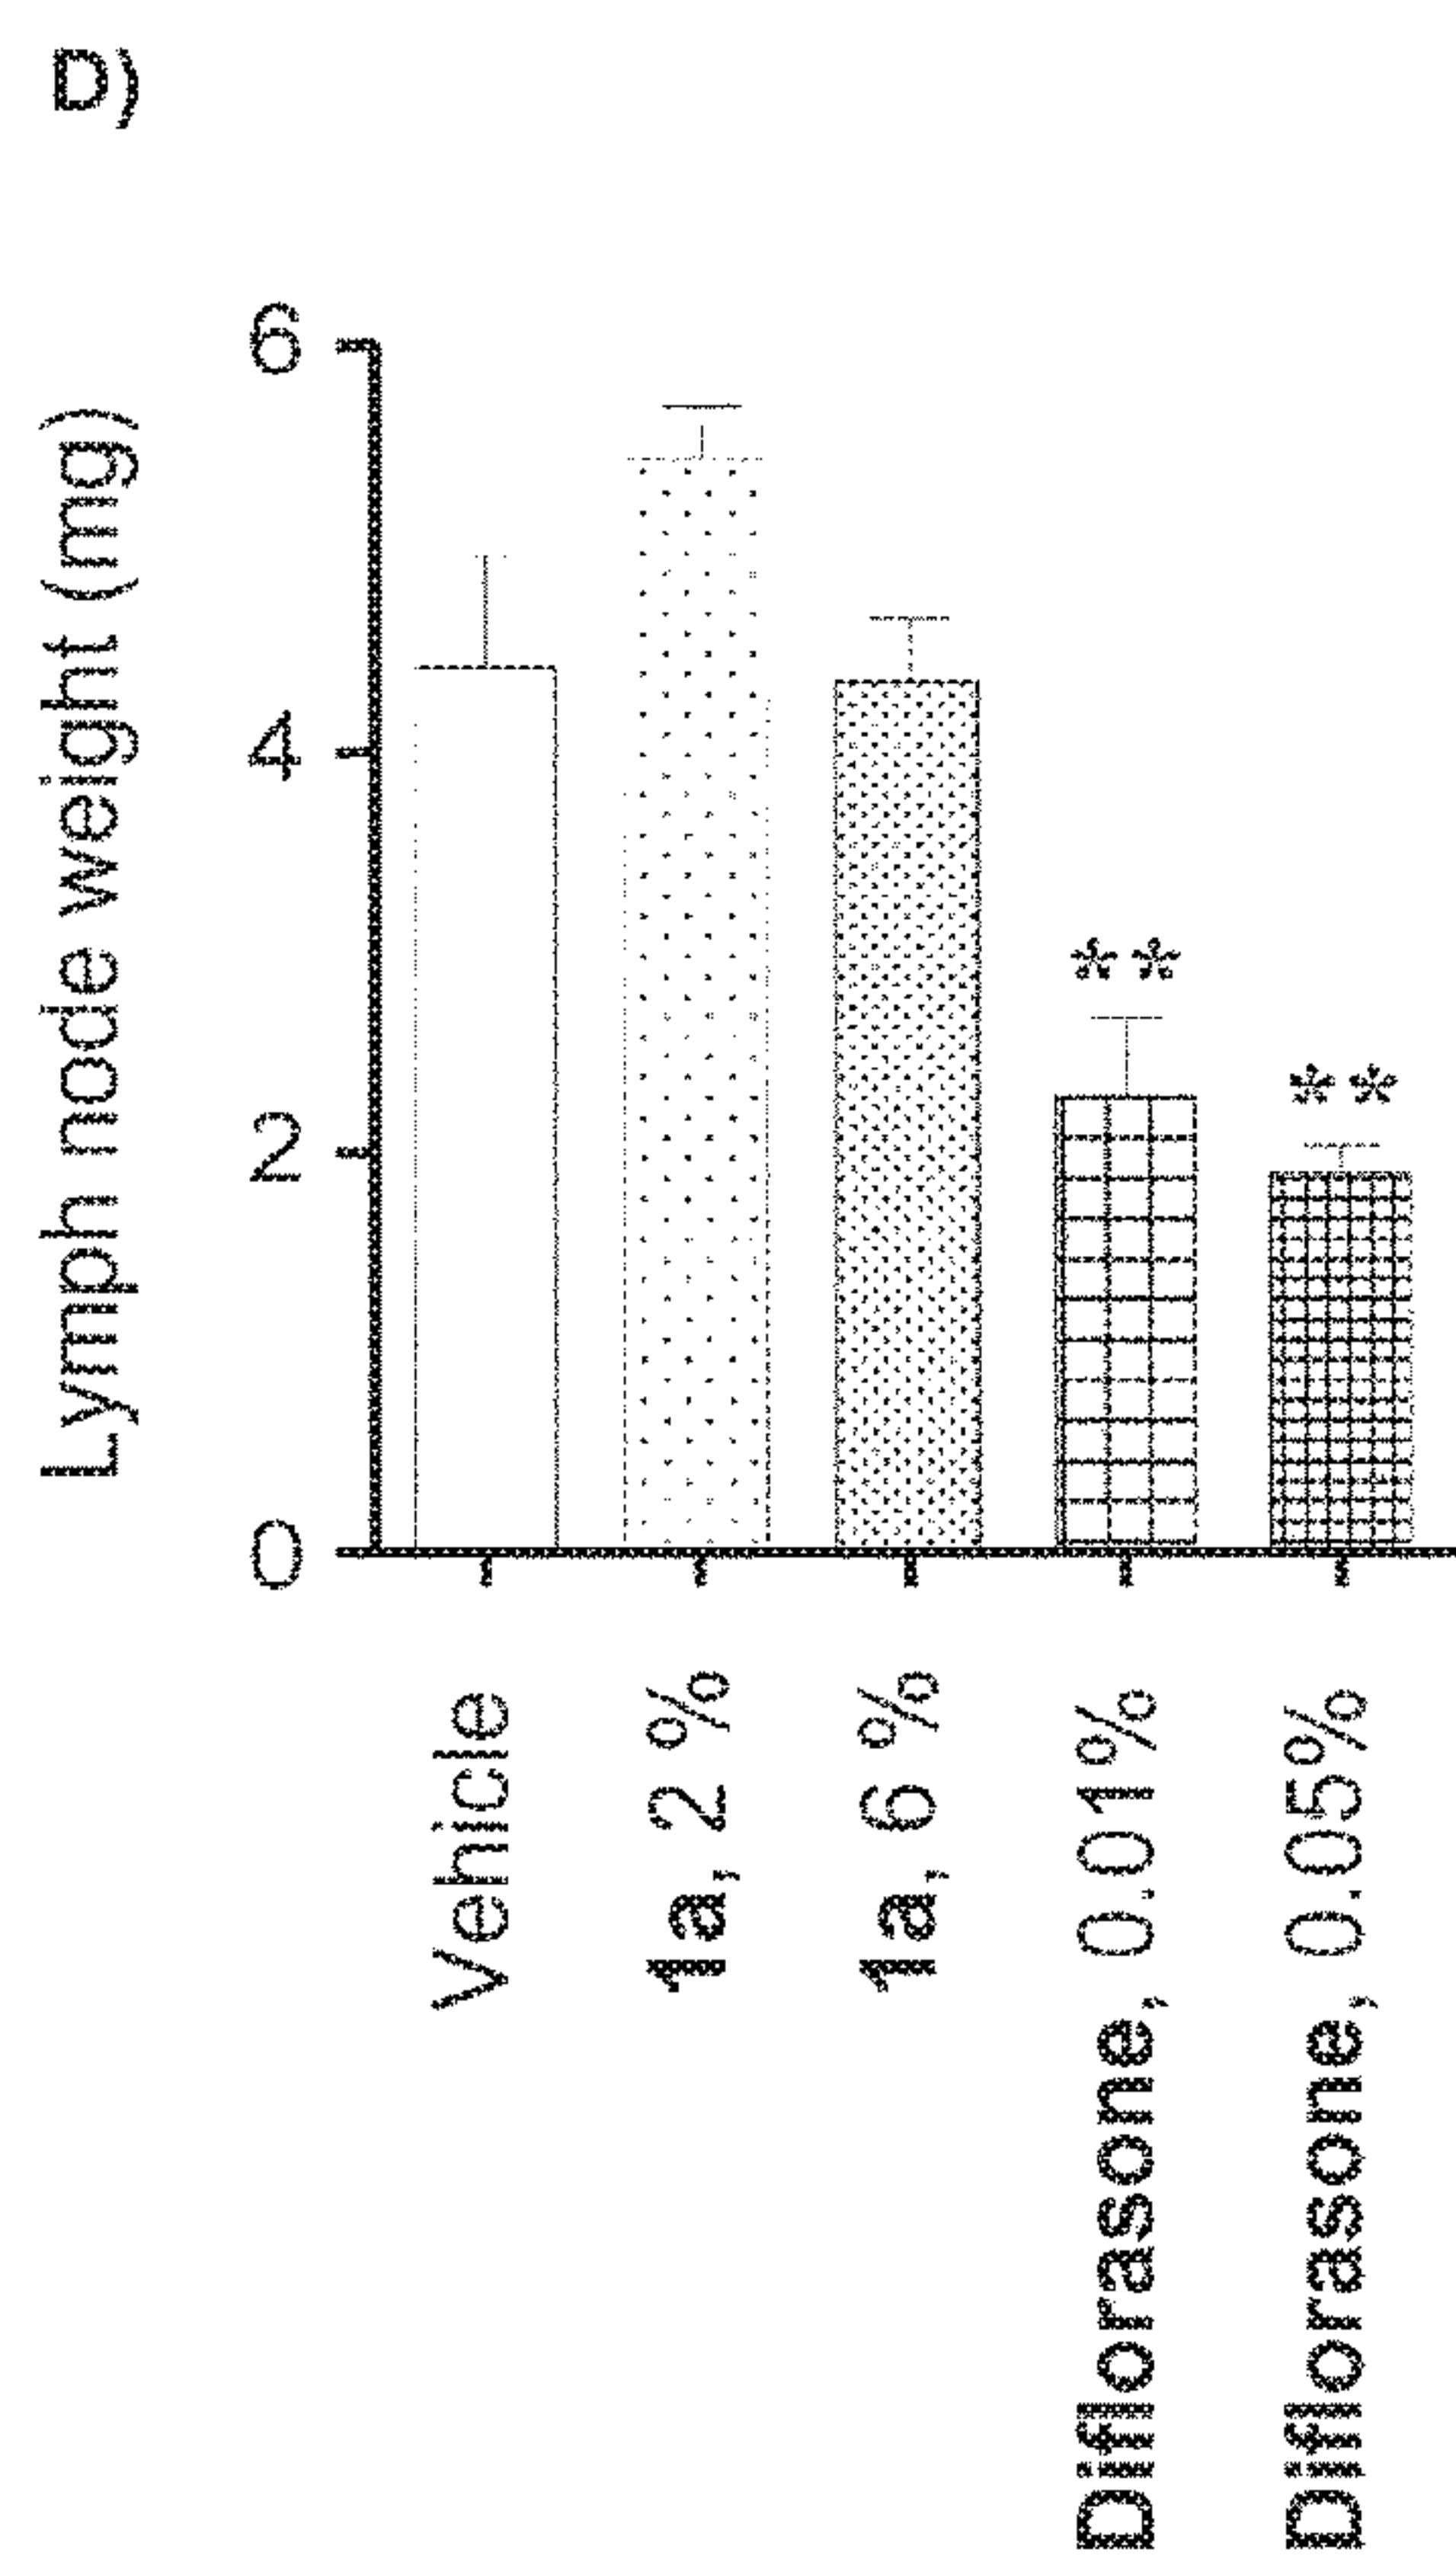 D)
Lymph node weight (mg)
6
4
2
0
**
**
Vehicle
1a, 2 %
1a, 6 %
Diflorasone, 0.01%
Diflorasone, 0.05%